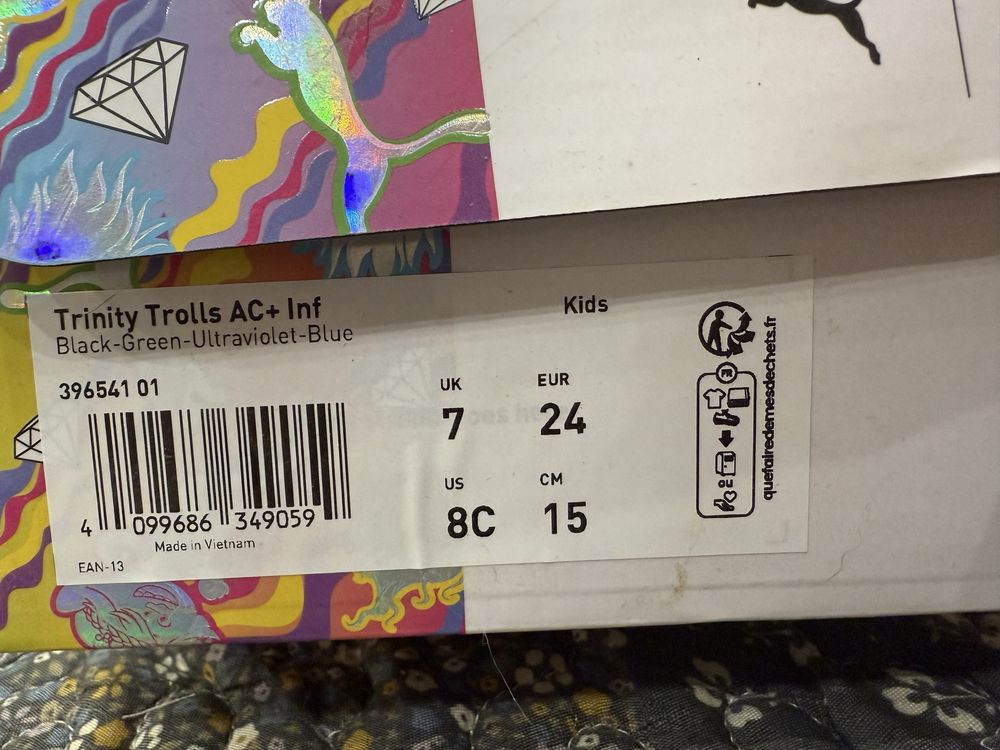 Trinity Trolls AC+ Inf
Kids
Black-Green-Ultraviolet-Blue
396541 01
UK
EUR
7
24
US
CM
8C
15
4 099686 349059
Made in Vietnam
EAN-13
FR
quefairedemesdechets.fr